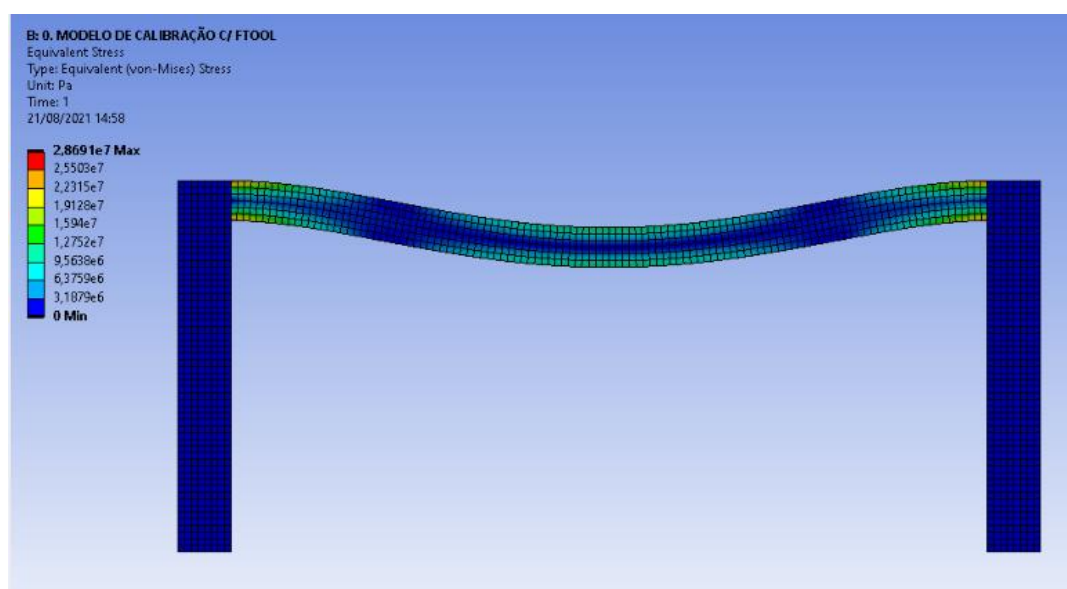 B: 0. MODELO DE CALIBRAÇÃO C/ FTOOL
Equivalent Stress
Type: Equivalent (von-Mises) Stress
Unit: Pa
Time: 1
21/08/2021 14:58
2,8691e7 Max
2,5503e7
2,2315e7
1,9128e7
1,594e7
1,2752e7
9,5638e6
6,3759e6
3,1879e6
0 Min